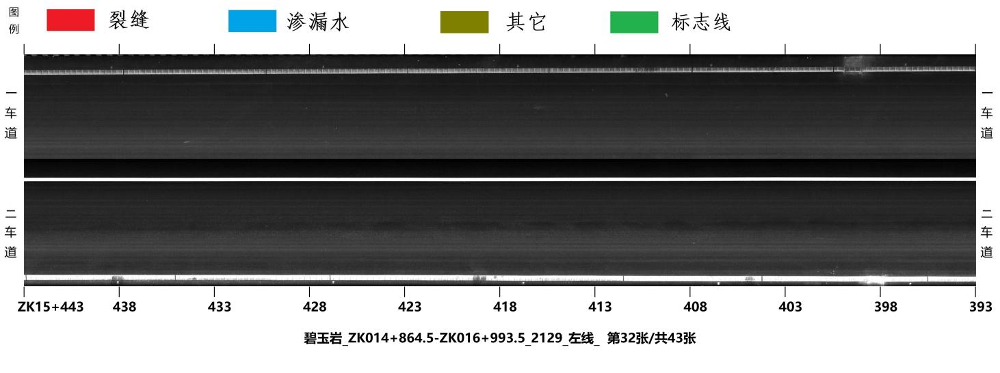 图例
裂缝
渗漏水
其它
标志线
一车道
一车道
二车道
二车道
ZK15+443 438 433 428 423 418 413 408 403 398 393
碧玉岩_ZK014+864.5-ZK016+993.5_2129_左线_ 第32张/共43张